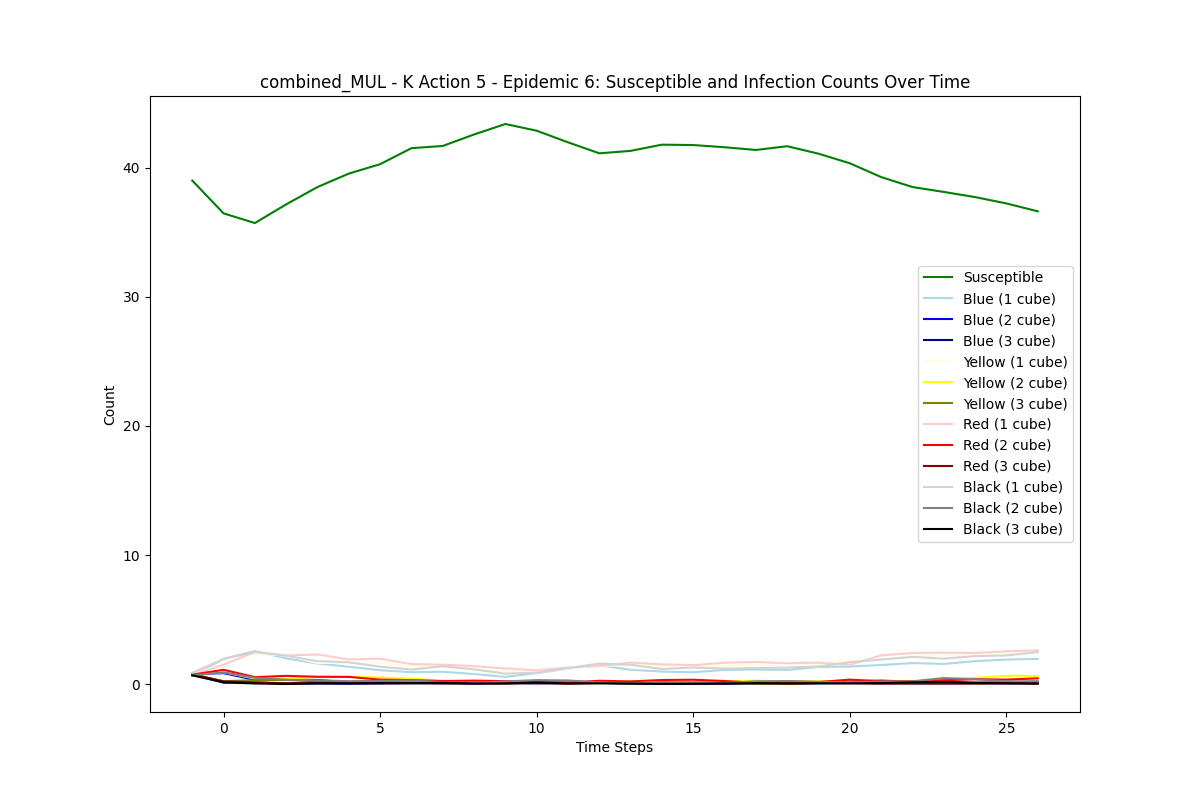 combined_MUL - K Action 5 - Epidemic 6: Susceptible and Infection Counts Over Time
Count
40
30
20
10
0
Susceptible
Blue (1 cube)
Blue (2 cube)
Blue (3 cube)
Yellow (1 cube)
Yellow (2 cube)
Yellow (3 cube)
Red (1 cube)
Red (2 cube)
Red (3 cube)
Black (1 cube)
Black (2 cube)
Black (3 cube)
0 5 10 15 20 25
Time Steps